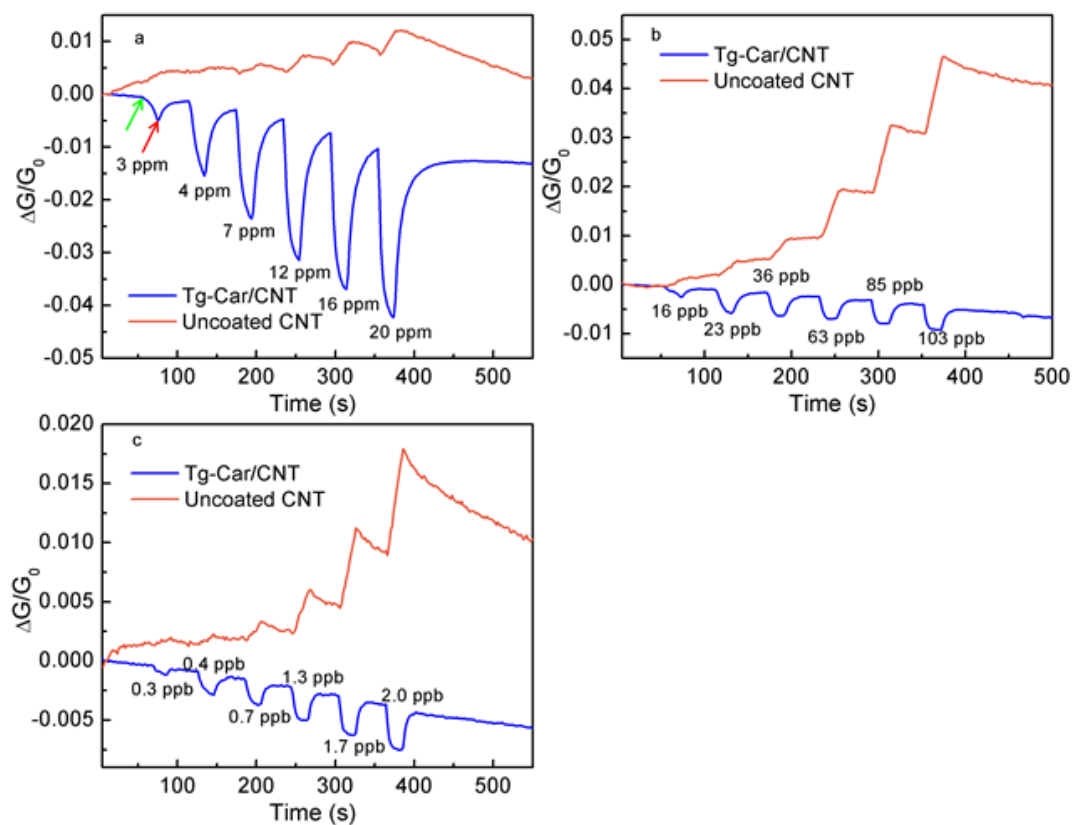 a
0.01
0.00
-0.01
-0.02
-0.03
-0.04
-0.05
ΔG/G0
3 ppm
4 ppm
7 ppm
12 ppm
16 ppm
20 ppm
Tg-Car/CNT
Uncoated CNT
100 200 300 400 500
Time (s)
b
0.05
0.04
0.03
0.02
0.01
0.00
-0.01
ΔG/G0
Tg-Car/CNT
Uncoated CNT
16 ppb
23 ppb
36 ppb
63 ppb
85 ppb
103 ppb
100 200 300 400 500
Time (s)
c
0.020
0.015
0.010
0.005
0.000
-0.005
ΔG/G0
Tg-Car/CNT
Uncoated CNT
0.3 ppb
0.4 ppb
0.7 ppb
1.3 ppb
1.7 ppb
2.0 ppb
100 200 300 400 500
Time (s)